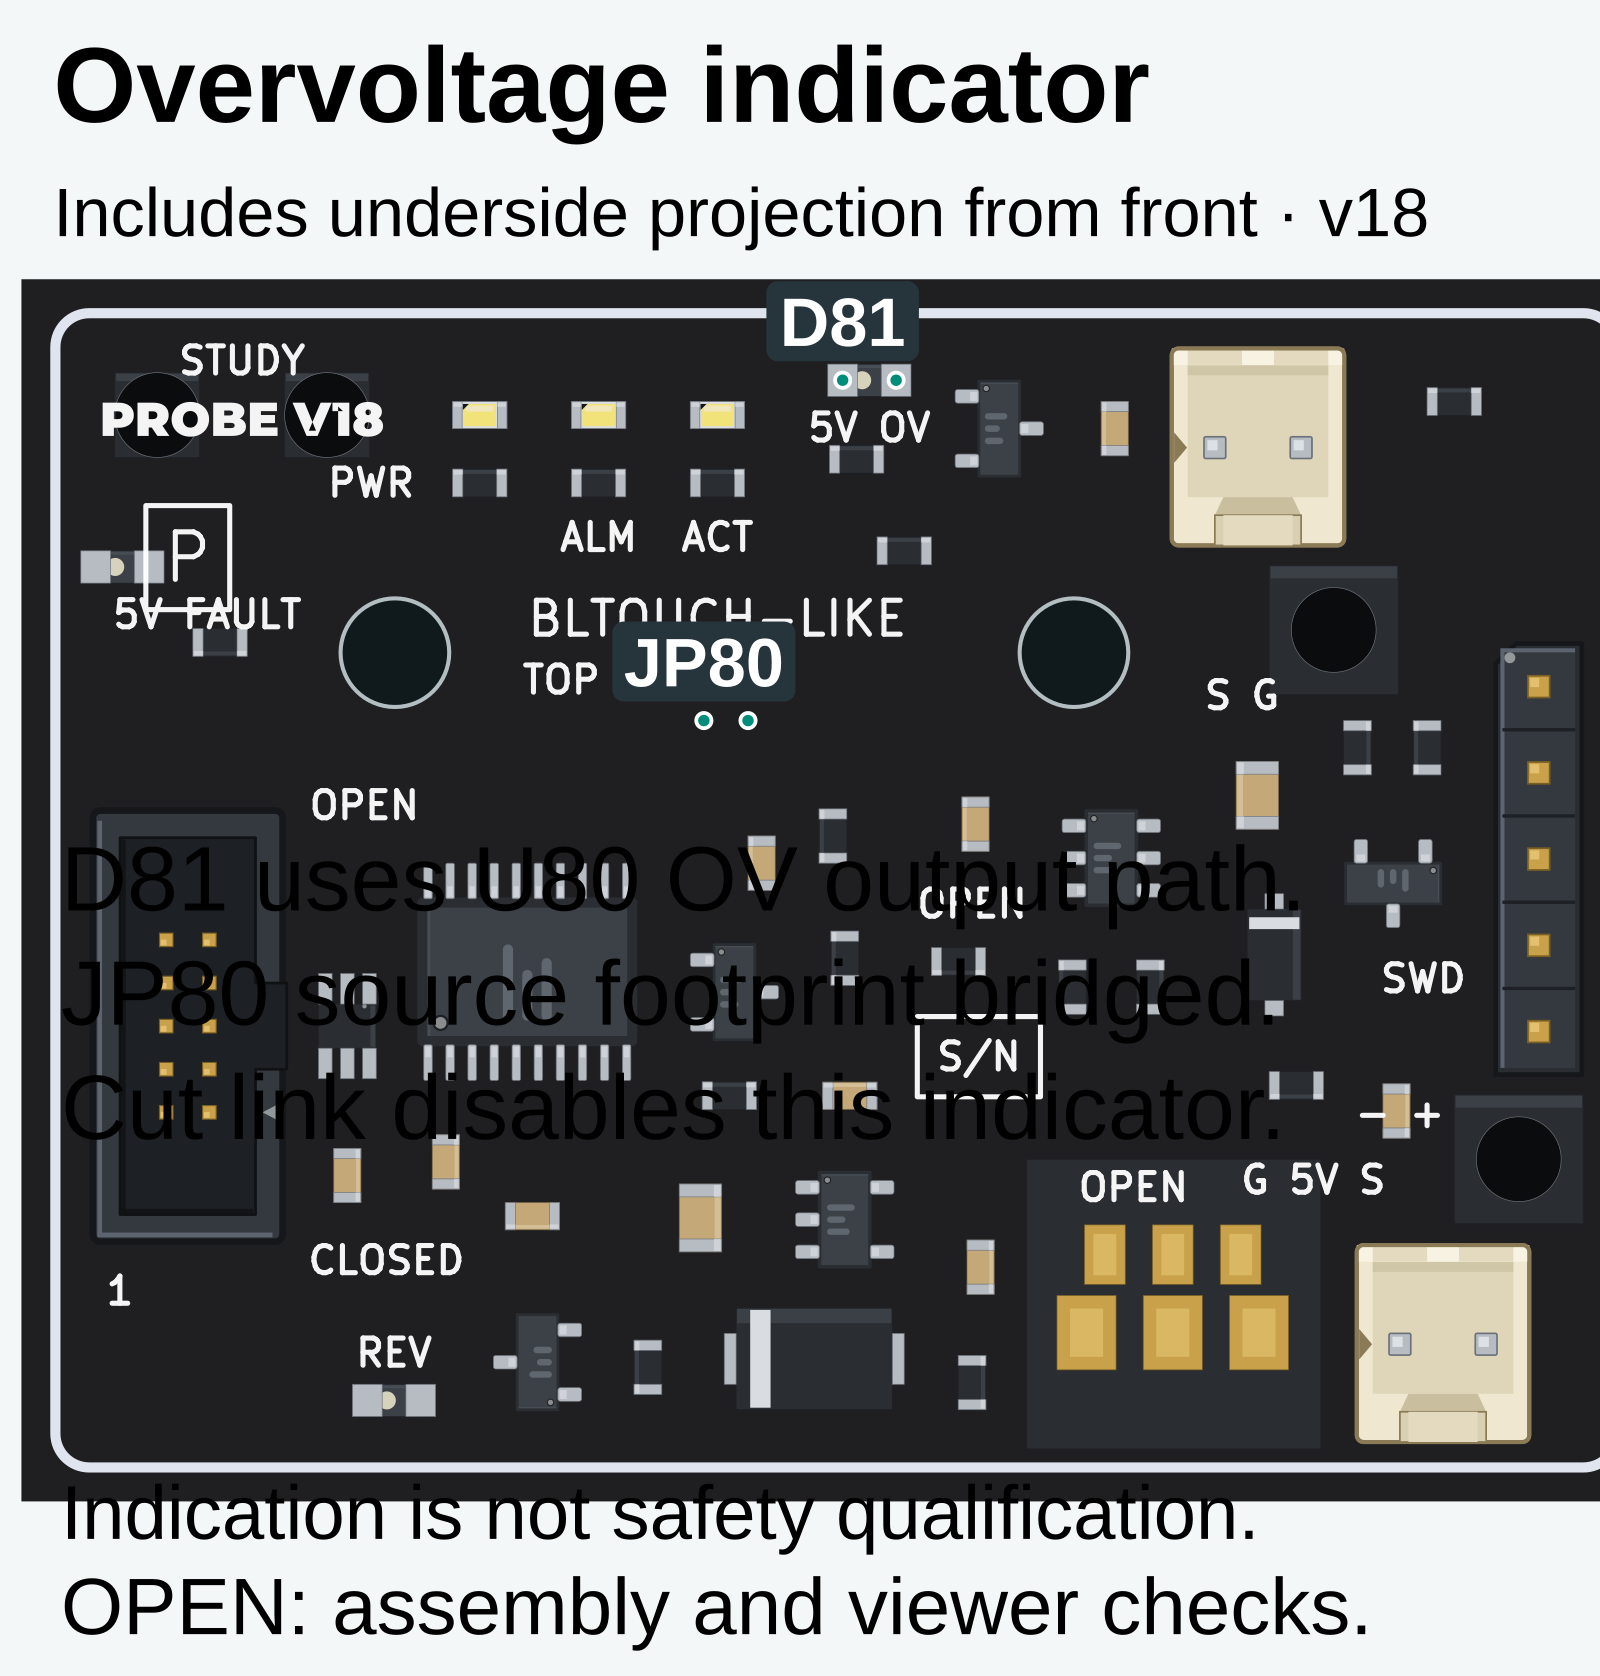 Overvoltage indicator
Includes underside projection from front · v18
D81
STUDY
PROBE V18
5V OV
PWR
ALM ACT
P
5V FAULT
BLTOUCH-LIKE
TOP
JP80
S G
OPEN
D81 uses U80 OV output path.
OPEN
JP80 source footprint bridged.
SWD
S/N
Cut link disables this indicator.
- +
OPEN
G 5V S
CLOSED
1
REV
Indication is not safety qualification.
OPEN: assembly and viewer checks.